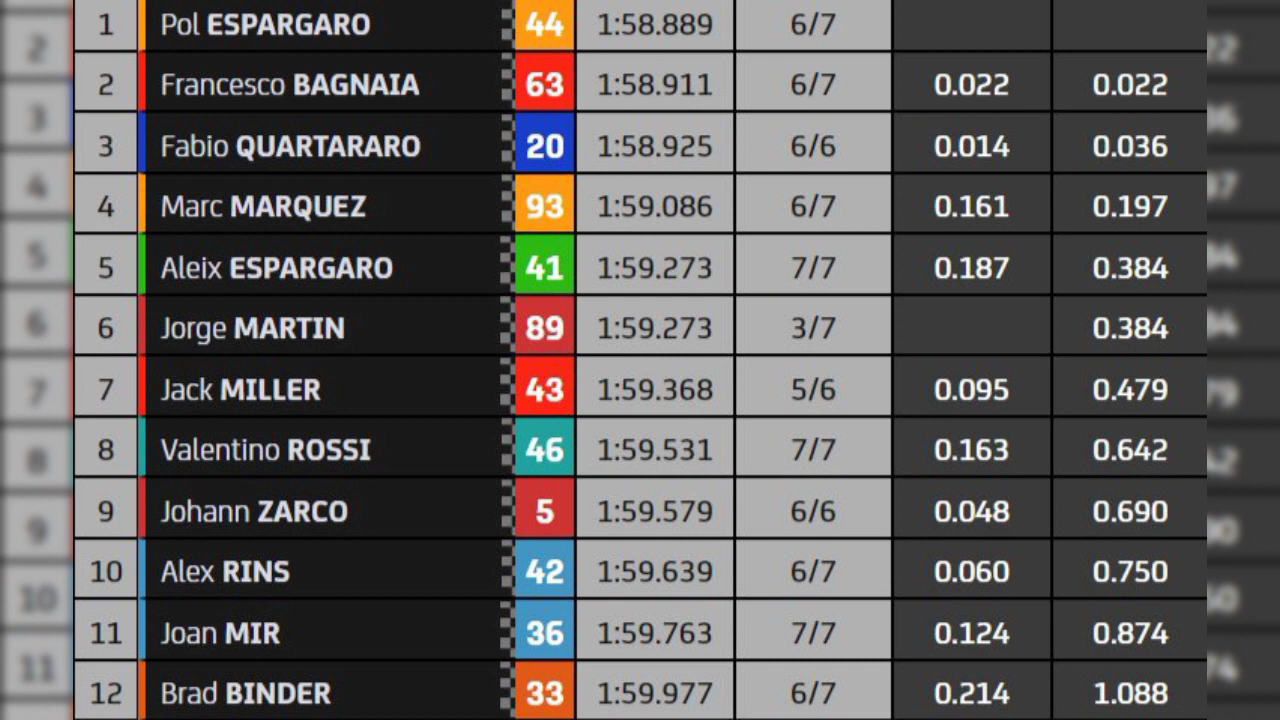 1 Pol ESPARGARO 44 1:58.889 6/7
2 Francesco BAGNAIA 63 1:58.911 6/7 0.022 0.022
3 Fabio QUARTARARO 20 1:58.925 6/6 0.014 0.036
4 Marc MARQUEZ 93 1:59.086 6/7 0.161 0.197
5 Aleix ESPARGARO 41 1:59.273 7/7 0.187 0.384
6 Jorge MARTIN 89 1:59.273 3/7 0.384
7 Jack MILLER 43 1:59.368 5/6 0.095 0.479
8 Valentino ROSSI 46 1:59.531 7/7 0.163 0.642
9 Johann ZARCO 5 1:59.579 6/6 0.048 0.690
10 Alex RINS 42 1:59.639 6/7 0.060 0.750
11 Joan MIR 36 1:59.763 7/7 0.124 0.874
12 Brad BINDER 33 1:59.977 6/7 0.214 1.088